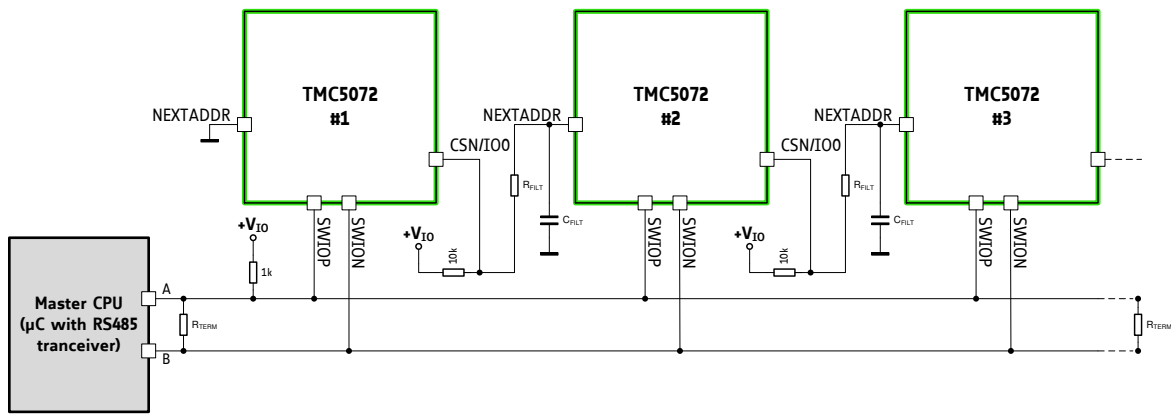 TMC5072
#1
TMC5072
#2
TMC5072
#3
NEXTADDR
NEXTADDR
NEXTADDR
CSN/IO0
CSN/IO0
RFILT
CFILT
RFILT
CFILT
SWIOP
SWION
SWIOP
SWION
SWIOP
SWION
+VIO
1k
+VIO
10k
+VIO
10k
Master CPU
(µC with RS485
tranceiver)
A
B
RTERM
RTERM